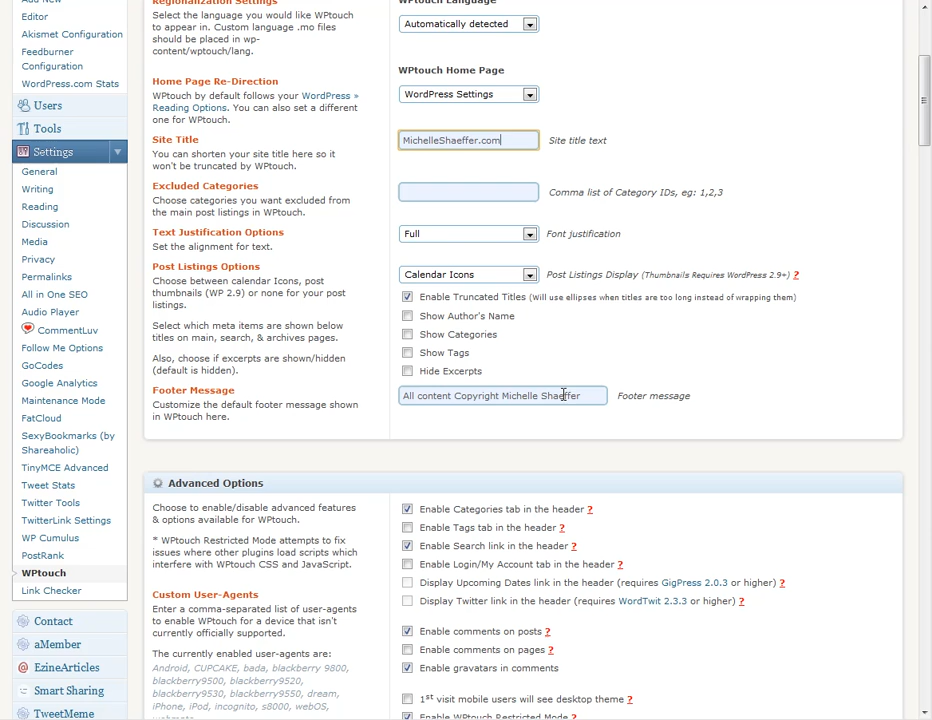 Add New
Editor
Akismet Configuration
Feedburner
Configuration
WordPress.com Stats
Users
Tools
Settings
General
Writing
Reading
Discussion
Media
Privacy
Permalinks
All in One SEO
Audio Player
CommentLuv
Follow Me Options
GoCodes
Google Analytics
Maintenance Mode
FatCloud
SexyBookmarks (by
Shareaholic)
TinyMCE Advanced
Tweet Stats
Twitter Tools
TwitterLink Settings
WP Cumulus
PostRank
WPtouch
Link Checker
Contact
aMember
EzineArticles
Smart Sharing
TweetMeme
Regionalization Settings
Select the language you would like WPtouch
to appear in. Custom language .mo files
should be placed in wp-
content/wptouch/lang.
WPtouch Language
Automatically detected
Home Page Re-Direction
WPtouch by default follows your WordPress »
Reading Options. You can also set a different
one for WPtouch.
WPtouch Home Page
WordPress Settings
Site Title
You can shorten your site title here so it
won't be truncated by WPtouch.
MichelleShaeffer.com
Site title text
Excluded Categories
Choose categories you want excluded from
the main post listings in WPtouch.
Comma list of Category IDs, eg: 1,2,3
Text Justification Options
Set the alignment for text.
Full
Font justification
Post Listings Options
Choose between calendar Icons, post
thumbnails (WP 2.9) or none for your post
listings.
Select which meta items are shown below
titles on main, search, & archives pages.
Also, choose if excerpts are shown/hidden
(default is hidden).
Calendar Icons
Post Listings Display (Thumbnails Requires WordPress 2.9+) ?
Enable Truncated Titles (Will use ellipses when titles are too long instead of wrapping them)
Show Author's Name
Show Categories
Show Tags
Hide Excerpts
Footer Message
Customize the default footer message shown
in WPtouch here.
All content Copyright Michelle Shaeffer
Footer message
Advanced Options
Choose to enable/disable advanced features
& options available for WPtouch.
* WPtouch Restricted Mode attempts to fix
issues where other plugins load scripts which
interfere with WPtouch CSS and JavaScript.
Custom User-Agents
Enter a comma-separated list of user-agents
to enable WPtouch for a device that isn't
currently officially supported.
The currently enabled user-agents are:
Android, CUPCAKE, bada, blackberry 9800,
blackberry9500, blackberry9520,
blackberry9530, blackberry9550, dream,
iPhone, iPod, incognito, s8000, webOS,
webmate
Enable Categories tab in the header ?
Enable Tags tab in the header ?
Enable Search link in the header ?
Enable Login/My Account tab in the header ?
Display Upcoming Dates link in the header (requires GigPress 2.0.3 or higher) ?
Display Twitter link in the header (requires WordTwit 2.3.3 or higher) ?
Enable comments on posts ?
Enable comments on pages ?
Enable gravatars in comments
1st visit mobile users will see desktop theme ?
Enable WPtouch Restricted Mode ?